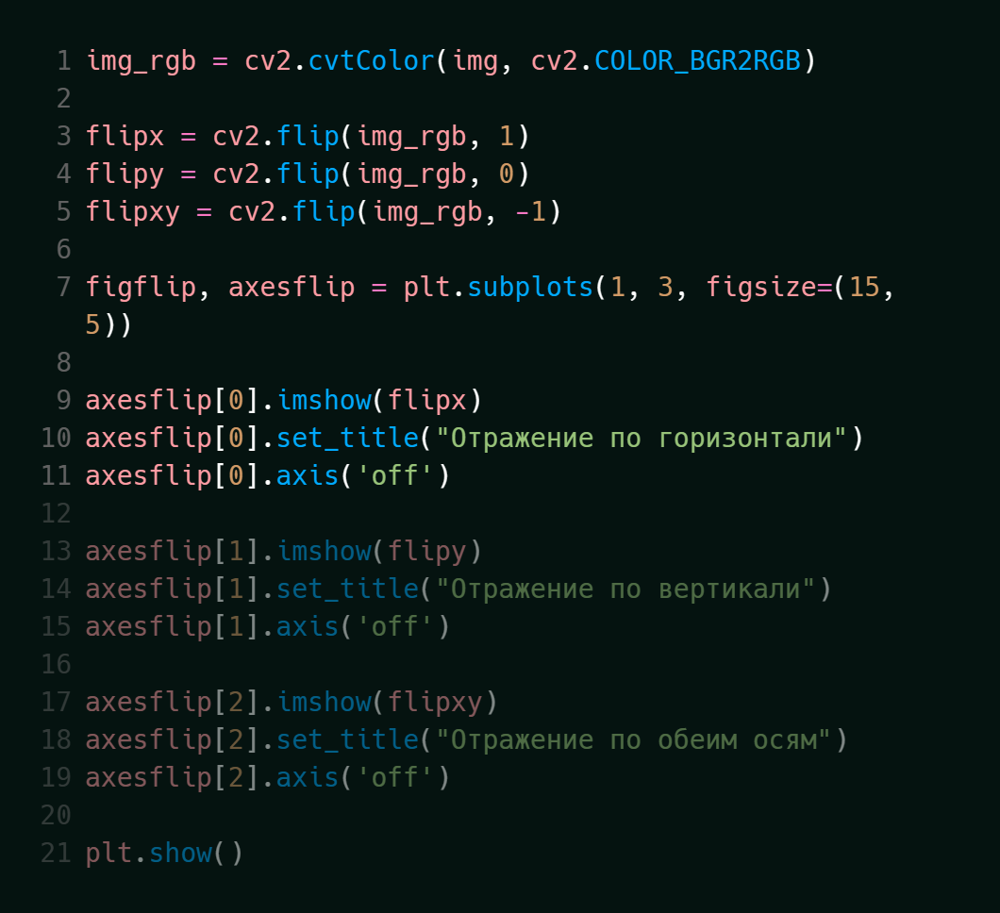 1 img_rgb = cv2.cvtColor(img, cv2.COLOR_BGR2RGB)
2
3 flipx = cv2.flip(img_rgb, 1)
4 flipy = cv2.flip(img_rgb, 0)
5 flipxy = cv2.flip(img_rgb, -1)
6
7 figflip, axesflip = plt.subplots(1, 3, figsize=(15,
5))
8
9 axesflip[0].imshow(flipx)
10 axesflip[0].set_title("Отражение по горизонтали")
11 axesflip[0].axis('off')
12
13 axesflip[1].imshow(flipy)
14 axesflip[1].set_title("Отражение по вертикали")
15 axesflip[1].axis('off')
16
17 axesflip[2].imshow(flipxy)
18 axesflip[2].set_title("Отражение по обеим осям")
19 axesflip[2].axis('off')
20
21 plt.show()